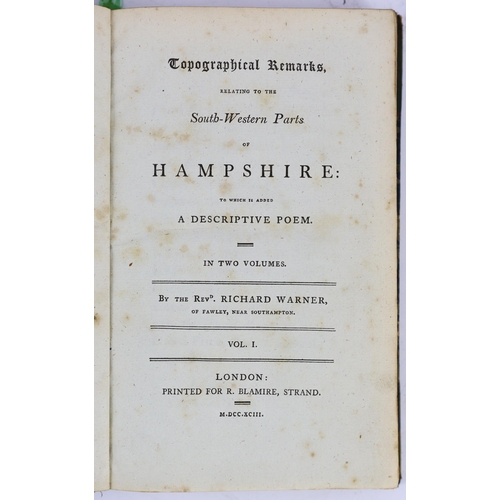 Topographical Remarks,
RELATING TO THE
South-Western Parts
OF
HAMPSHIRE:
TO WHICH IS ADDED
A DESCRIPTIVE POEM.
IN TWO VOLUMES.
BY THE REVD. RICHARD WARNER,
OF FAWLEY, NEAR SOUTHAMPTON.
VOL. I.
LONDON:
PRINTED FOR R. BLAMIRE, STRAND.
M.DCC.XCIII.